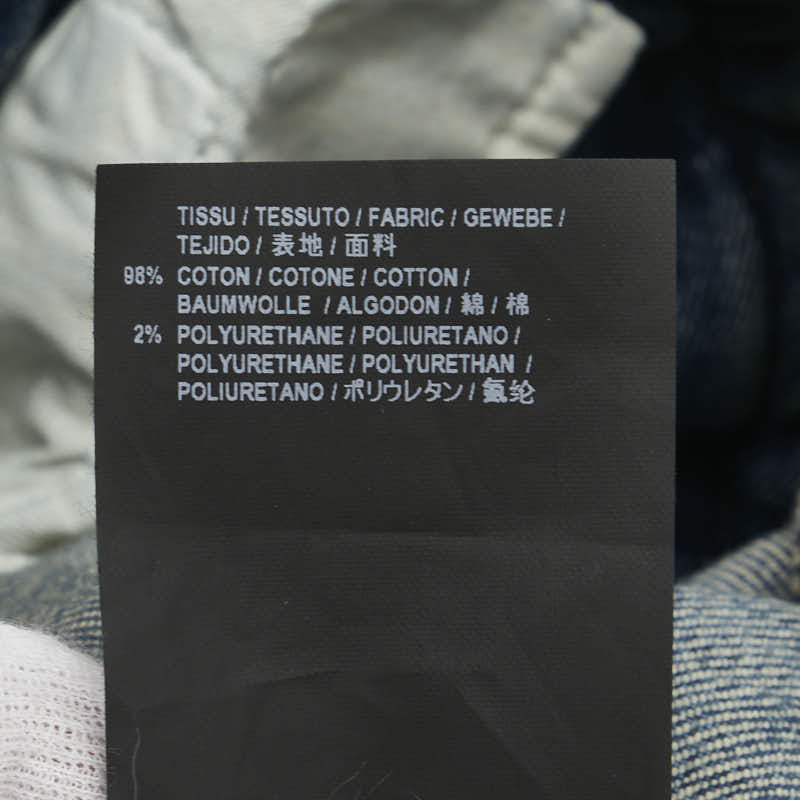 TISSU / TESSUTO / FABRIC / GEWEBE /
TEJIDO / 表地 / 面料
98% COTON / COTONE / COTTON /
BAUMWOLLE / ALGODON / 綿 / 棉
2% POLYURETHANE / POLIURETANO /
POLYURETHANE / POLYURETHAN /
POLIURETANO / ポリウレタン / 氨纶